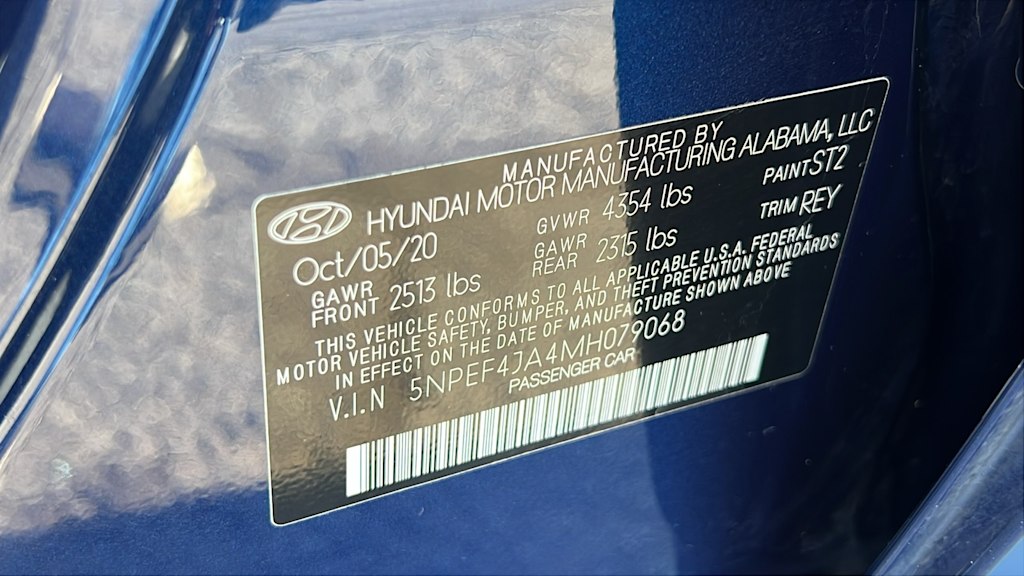 MANUFACTURED BY
HYUNDAI MOTOR MANUFACTURING ALABAMA, LLC
Oct/05/20 GVWR 4354 lbs PAINT ST2
GAWR FRONT 2513 lbs GAWR REAR 2315 lbs TRIM REY
THIS VEHICLE CONFORMS TO ALL APPLICABLE U.S.A. FEDERAL
MOTOR VEHICLE SAFETY, BUMPER, AND THEFT PREVENTION STANDARDS
IN EFFECT ON THE DATE OF MANUFACTURE SHOWN ABOVE
V.I.N 5NPEF4JA4MH079068
PASSENGER CAR